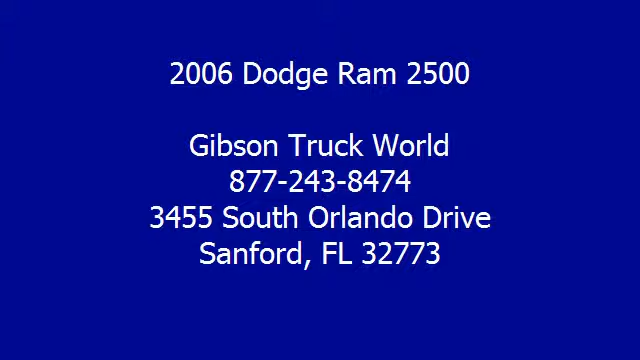 2006 Dodge Ram 2500
Gibson Truck World
877-243-8474
3455 South Orlando Drive
Sanford, FL 32773